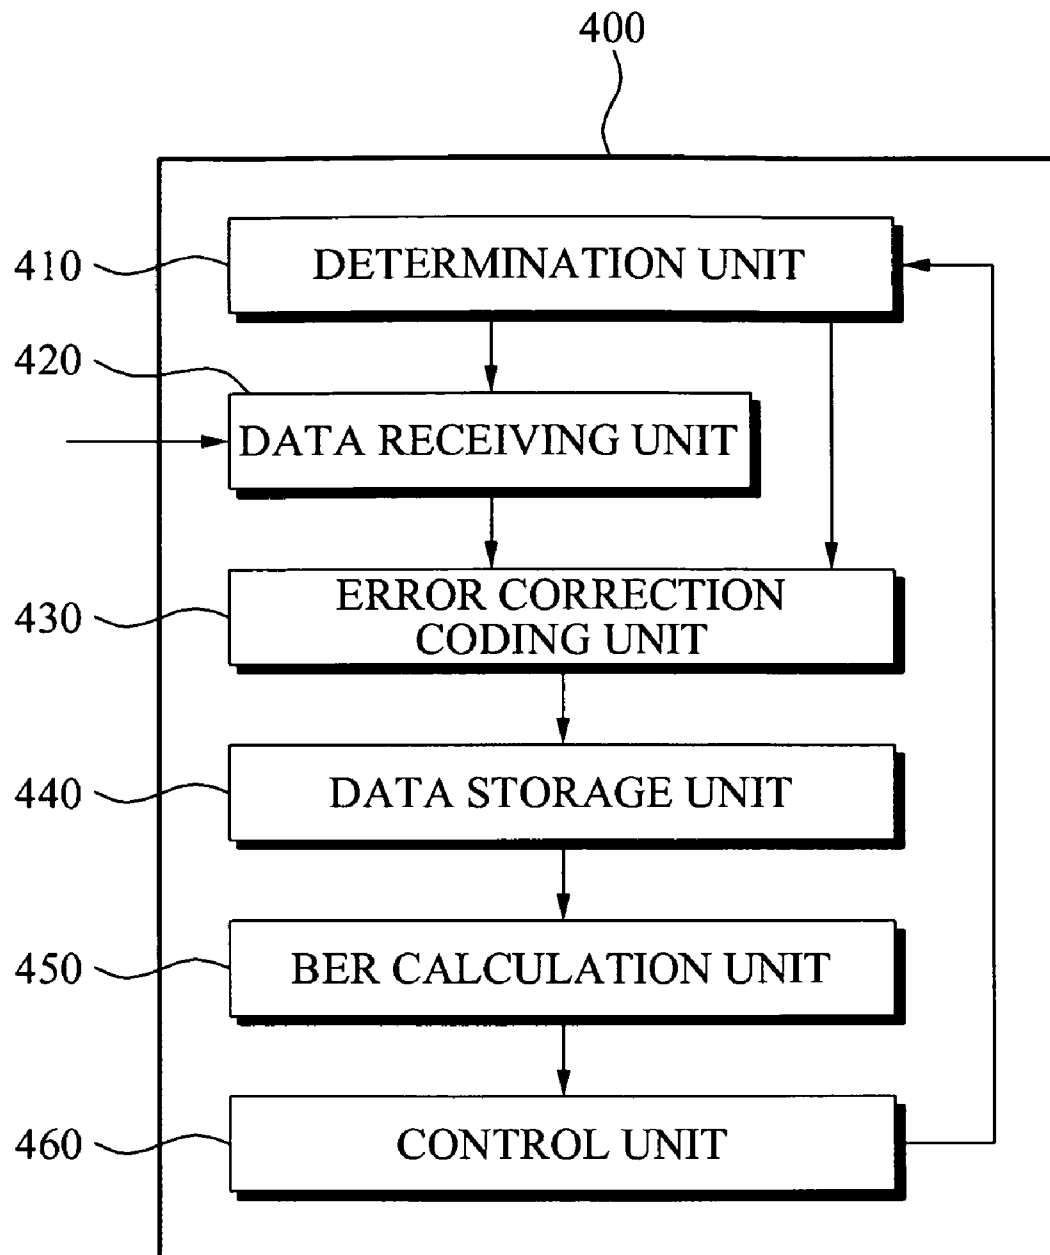 400
410
DETERMINATION UNIT
420
DATA RECEIVING UNIT
430
ERROR CORRECTION
CODING UNIT
440
DATA STORAGE UNIT
450
BER CALCULATION UNIT
460
CONTROL UNIT